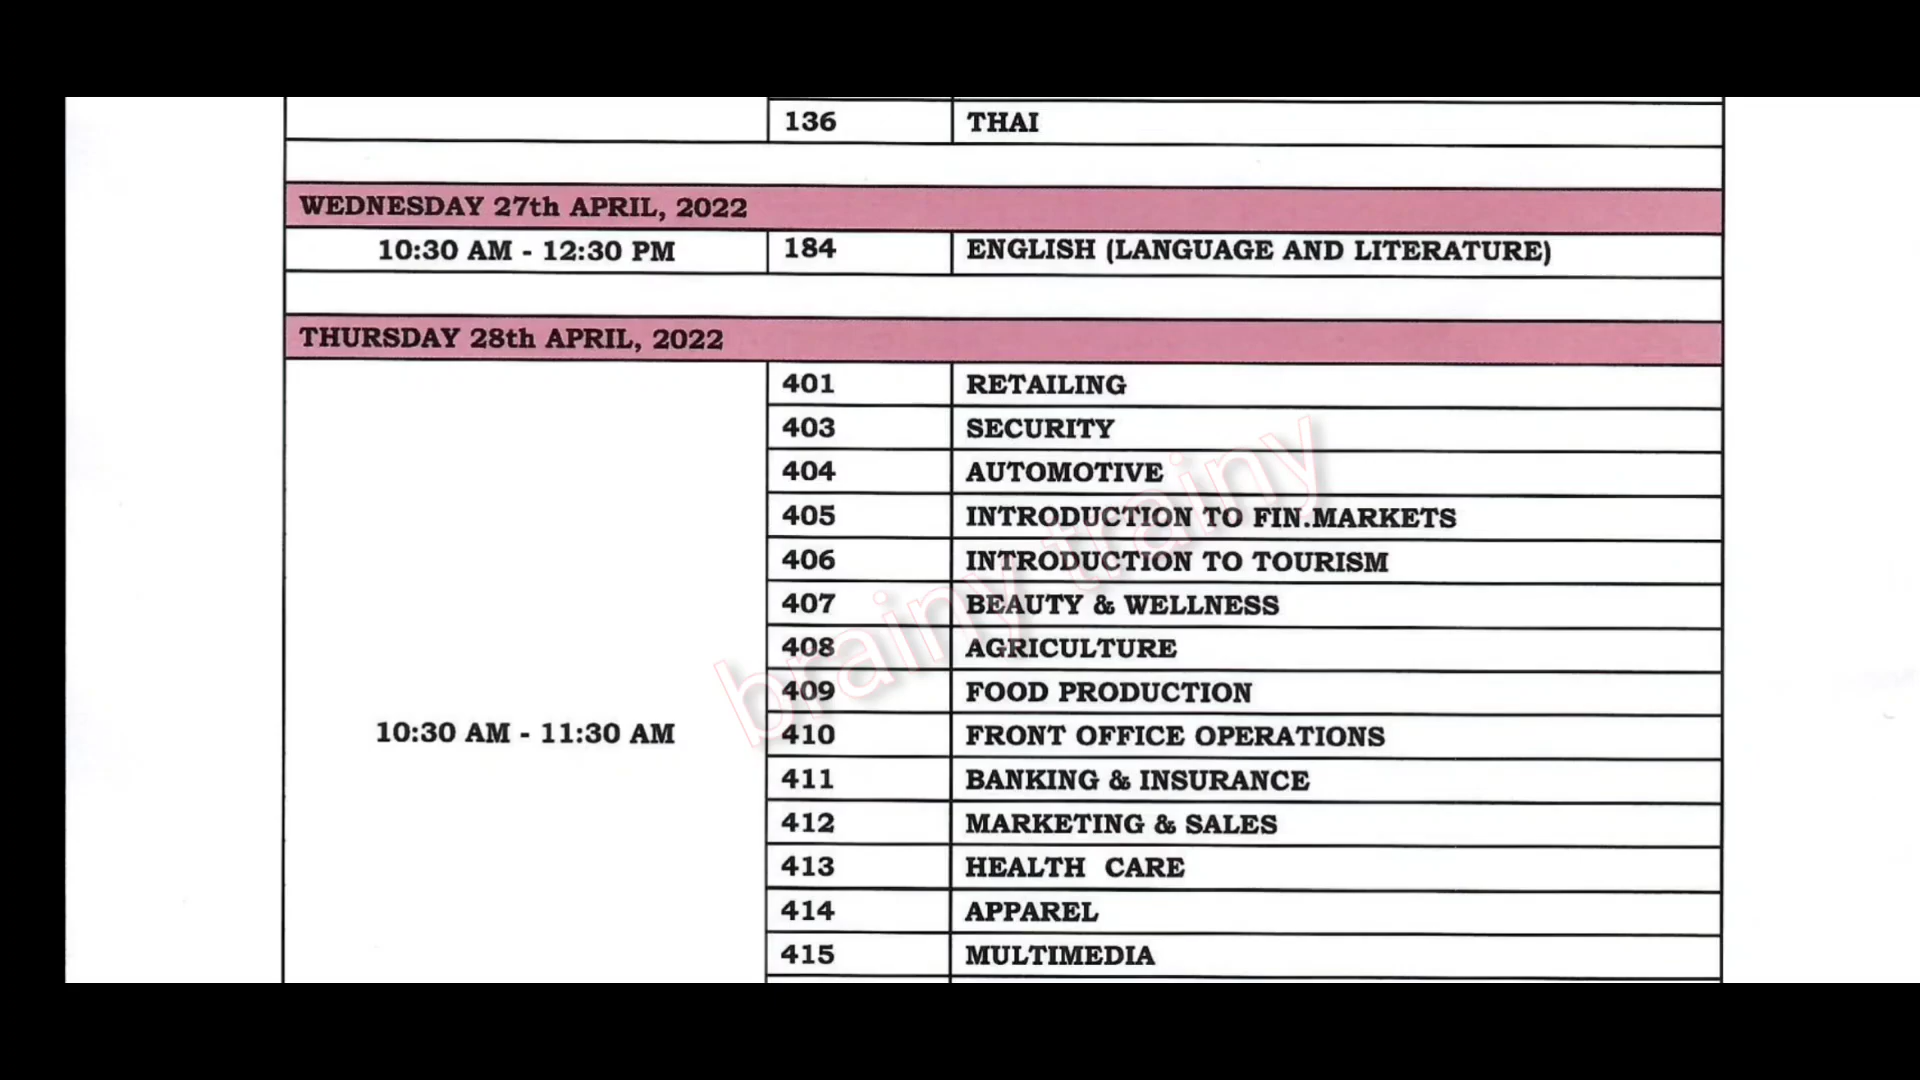 136 THAI
WEDNESDAY 27th APRIL, 2022
10:30 AM - 12:30 PM 184 ENGLISH (LANGUAGE AND LITERATURE)
THURSDAY 28th APRIL, 2022
401 RETAILING
403 SECURITY
404 AUTOMOTIVE
405 INTRODUCTION TO FIN.MARKETS
406 INTRODUCTION TO TOURISM
407 BEAUTY & WELLNESS
408 AGRICULTURE
409 FOOD PRODUCTION
10:30 AM - 11:30 AM 410 FRONT OFFICE OPERATIONS
411 BANKING & INSURANCE
412 MARKETING & SALES
413 HEALTH CARE
414 APPAREL
415 MULTIMEDIA
brainy trainy